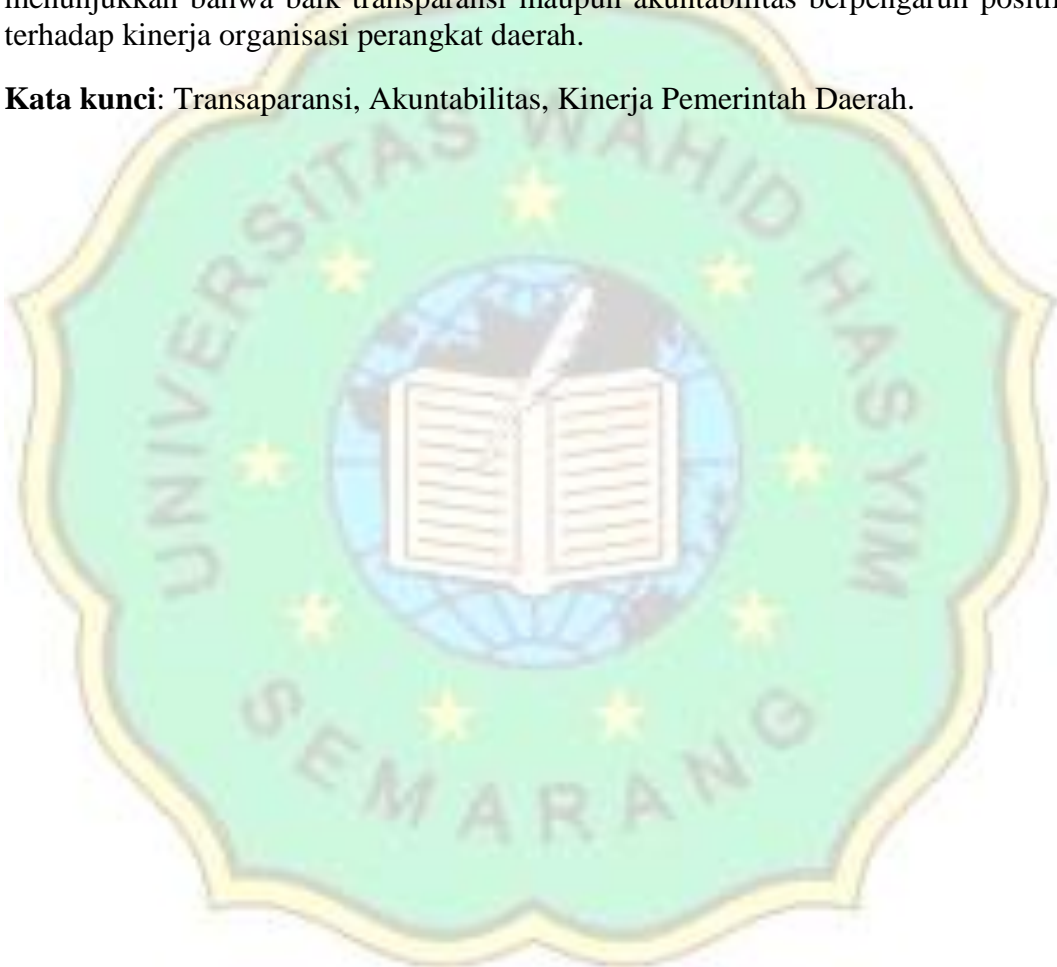 menunjukkan bahwa baik transparansi maupun akuntabilitas berpengaruh positif
terhadap kinerja organisasi perangkat daerah.
Kata kunci: Transaparansi, Akuntabilitas, Kinerja Pemerintah Daerah.
UNIVERSITAS WAHID HASYIM
SEMARANG